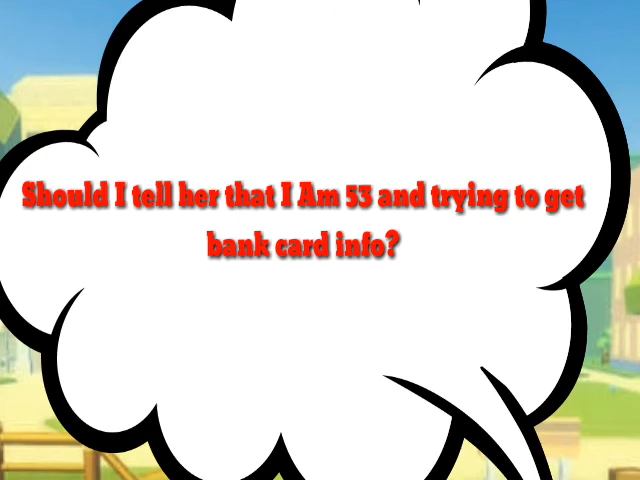 Should I tell her that I Am 53 and trying to get
bank card info?